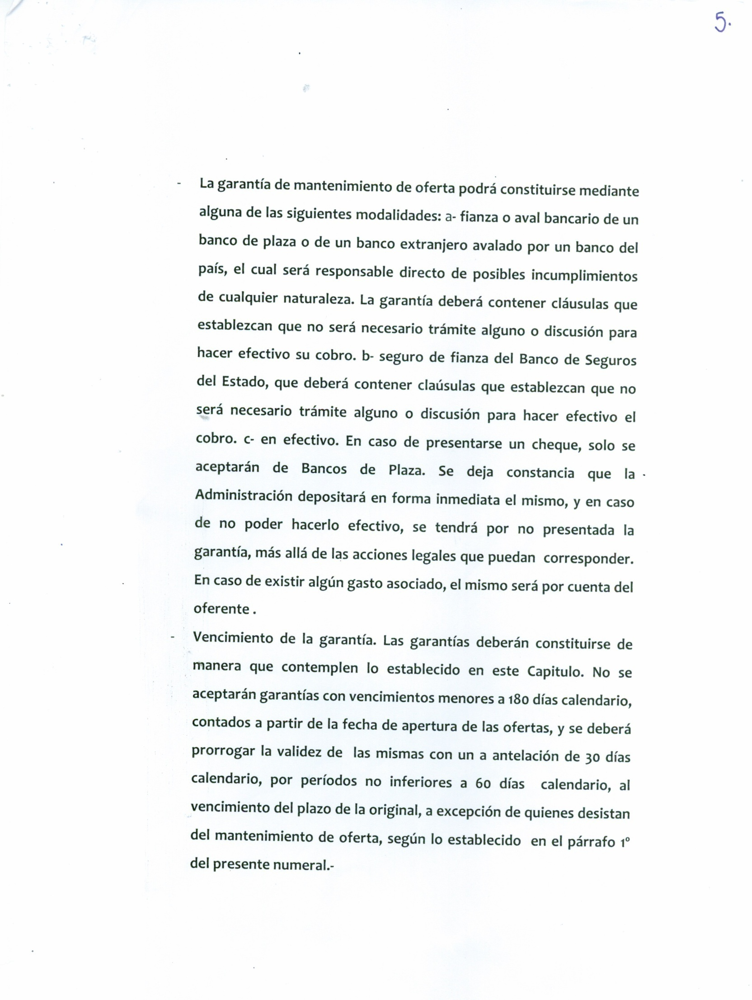 5.
- La garantía de mantenimiento de oferta podrá constituirse mediante
alguna de las siguientes modalidades: a- fianza o aval bancario de un
banco de plaza o de un banco extranjero avalado por un banco del
país, el cual será responsable directo de posibles incumplimientos
de cualquier naturaleza. La garantía deberá contener cláusulas que
establezcan que no será necesario trámite alguno o discusión para
hacer efectivo su cobro. b- seguro de fianza del Banco de Seguros
del Estado, que deberá contener claúsulas que establezcan que no
será necesario trámite alguno o discusión para hacer efectivo el
cobro. c- en efectivo. En caso de presentarse un cheque, solo se
aceptarán de Bancos de Plaza. Se deja constancia que la
Administración depositará en forma inmediata el mismo, y en caso
de no poder hacerlo efectivo, se tendrá por no presentada la
garantía, más allá de las acciones legales que puedan corresponder.
En caso de existir algún gasto asociado, el mismo será por cuenta del
oferente .
- Vencimiento de la garantía. Las garantías deberán constituirse de
manera que contemplen lo establecido en este Capitulo. No se
aceptarán garantías con vencimientos menores a 180 días calendario,
contados a partir de la fecha de apertura de las ofertas, y se deberá
prorrogar la validez de las mismas con un a antelación de 30 días
calendario, por períodos no inferiores a 60 días calendario, al
vencimiento del plazo de la original, a excepción de quienes desistan
del mantenimiento de oferta, según lo establecido en el párrafo 1º
del presente numeral.-